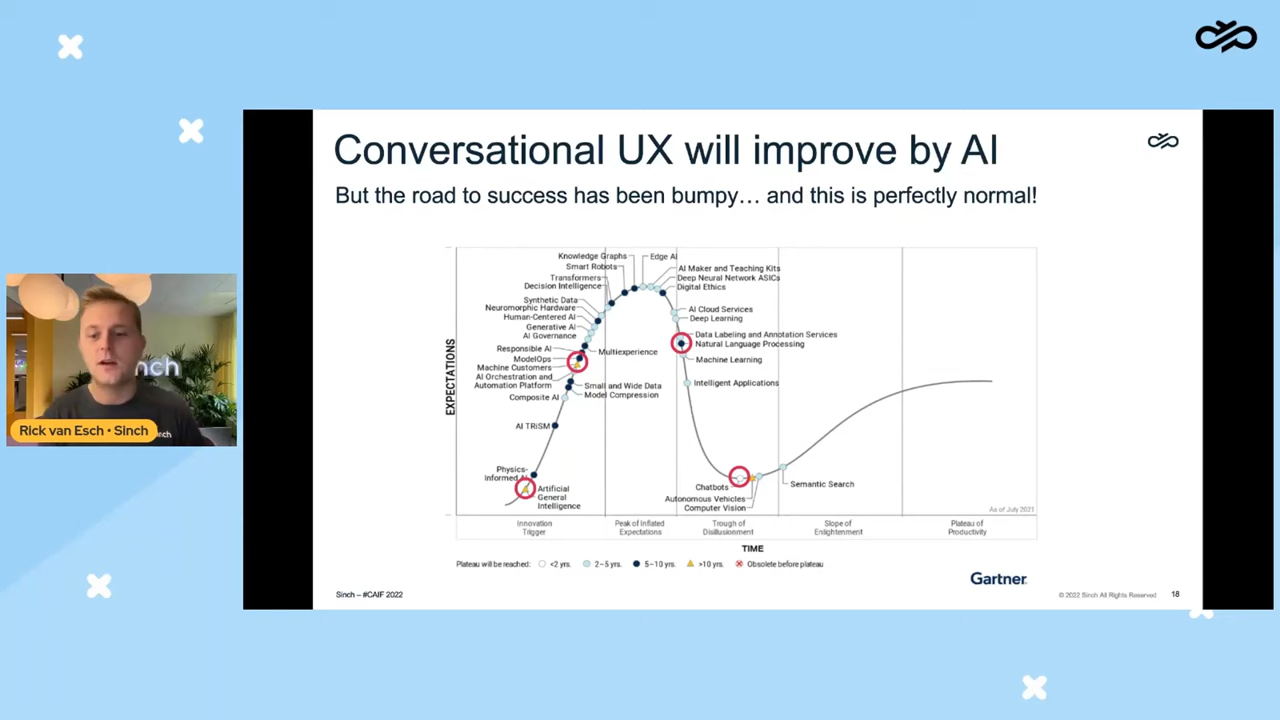 Conversational UX will improve by AI
But the road to success has been bumpy… and this is perfectly normal!
EXPECTATIONS
Knowledge Graphs
Smart Robots
Transformers
Decision Intelligence
Synthetic Data
Neuromorphic Hardware
Human-Centered AI
Generative AI
AI Governance
Responsible AI
ModelOps
Machine Customers
AI Orchestration and
Automation Platform
Composite AI
AI TRiSM
Physics-
Informed AI
Artificial
General
Intelligence
Multiexperience
Small and Wide Data
Model Compression
Edge AI
AI Maker and Teaching Kits
Deep Neural Network ASICs
Digital Ethics
AI Cloud Services
Deep Learning
Data Labeling and Annotation Services
Natural Language Processing
Machine Learning
Intelligent Applications
Chatbots
Autonomous Vehicles
Computer Vision
Semantic Search
As of July 2021
Innovation
Trigger
Peak of Inflated
Expectations
Trough of
Disillusionment
Slope of
Enlightenment
Plateau of
Productivity
TIME
Plateau will be reached: <2 yrs. 2–5 yrs. 5–10 yrs. >10 yrs. Obsolete before plateau
Gartner.
Sinch – #CAIF 2022
© 2022 Sinch All Rights Reserved 18
nch
Rick van Esch • Sinch
inch